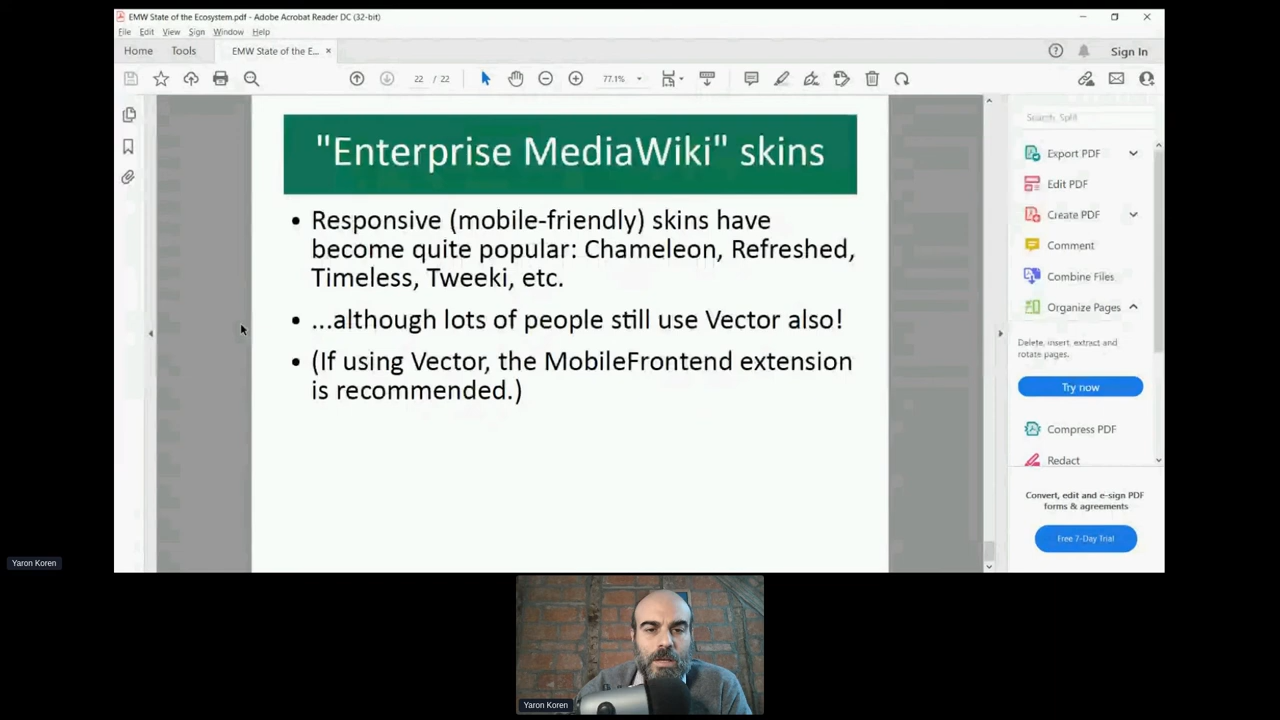 EMW State of the Ecosystem.pdf - Adobe Acrobat Reader DC (32-bit)
File Edit View Sign Window Help
Home Tools EMW State of the E... × Sign In
22 / 22 77.1%
"Enterprise MediaWiki" skins
• Responsive (mobile-friendly) skins have
become quite popular: Chameleon, Refreshed,
Timeless, Tweeki, etc.
• ...although lots of people still use Vector also!
• (If using Vector, the MobileFrontend extension
is recommended.)
Search, Split
Export PDF
Edit PDF
Create PDF
Comment
Combine Files
Organize Pages
Delete, insert, extract and
rotate pages.
Try now
Compress PDF
Redact
Convert, edit and e-sign PDF
forms & agreements
Free 7-Day Trial
Yaron Koren
Yaron Koren